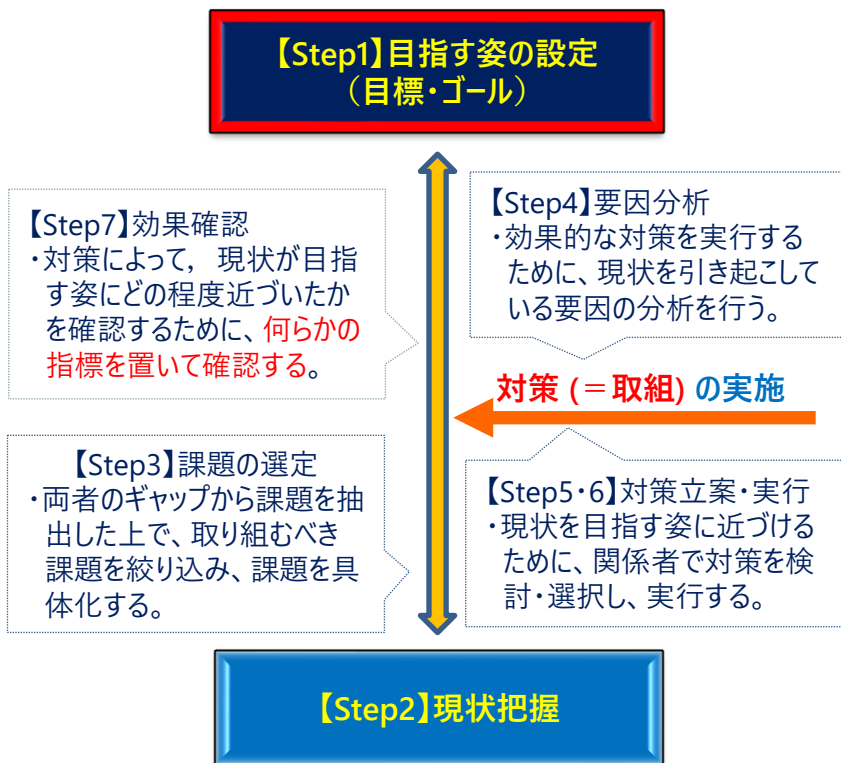 【Step1】目指す姿の設定
（目標・ゴール）
【Step7】効果確認
・対策によって, 現状が目指
す姿にどの程度近づいたか
を確認するために、何らかの
指標を置いて確認する。
【Step4】要因分析
・効果的な対策を実行する
ために、現状を引き起こして
いる要因の分析を行う。
対策 (＝取組) の実施
【Step3】課題の選定
・両者のギャップから課題を抽
出した上で、取り組むべき
課題を絞り込み、課題を具
体化する。
【Step5・6】対策立案・実行
・現状を目指す姿に近づける
ために、関係者で対策を検
討・選択し、実行する。
【Step2】現状把握